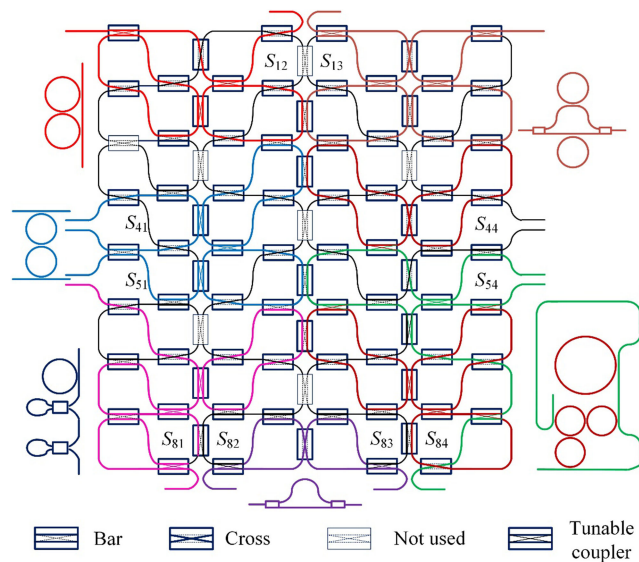 S12 S13
S41 S44
S51 S54
S81 S82 S83 S84
Bar Cross Not used Tunable
coupler